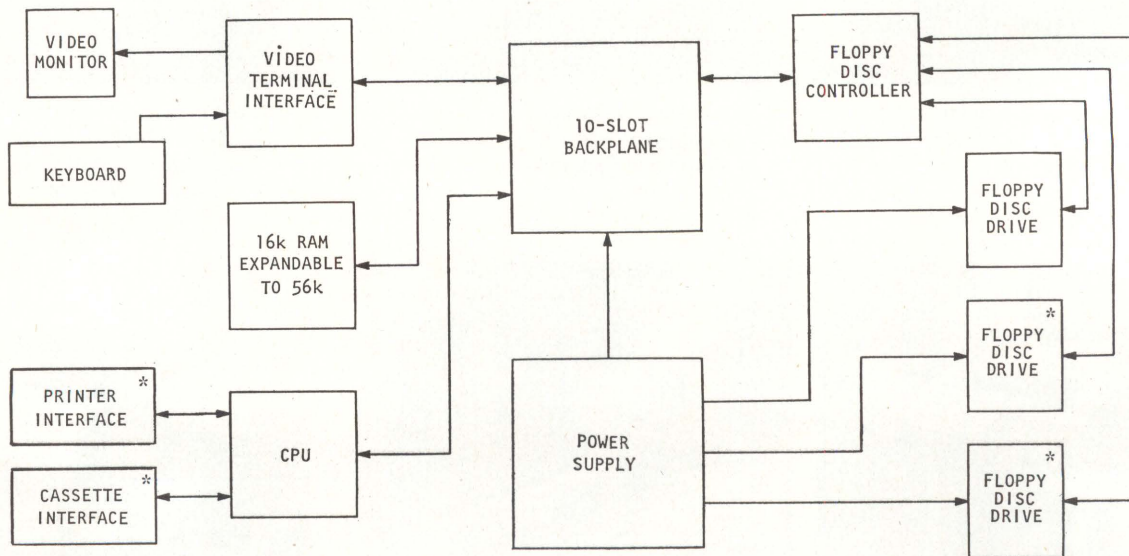 VIDEO
MONITOR
VIDEO
TERMINAL
INTERFACE
KEYBOARD
10-SLOT
BACKPLANE
FLOPPY
DISC
CONTROLLER
16k RAM
EXPANDABLE
TO 56k
FLOPPY
DISC
DRIVE
*
FLOPPY
DISC
DRIVE
*
PRINTER
INTERFACE
CPU
POWER
SUPPLY
*
CASSETTE
INTERFACE
*
FLOPPY
DISC
DRIVE